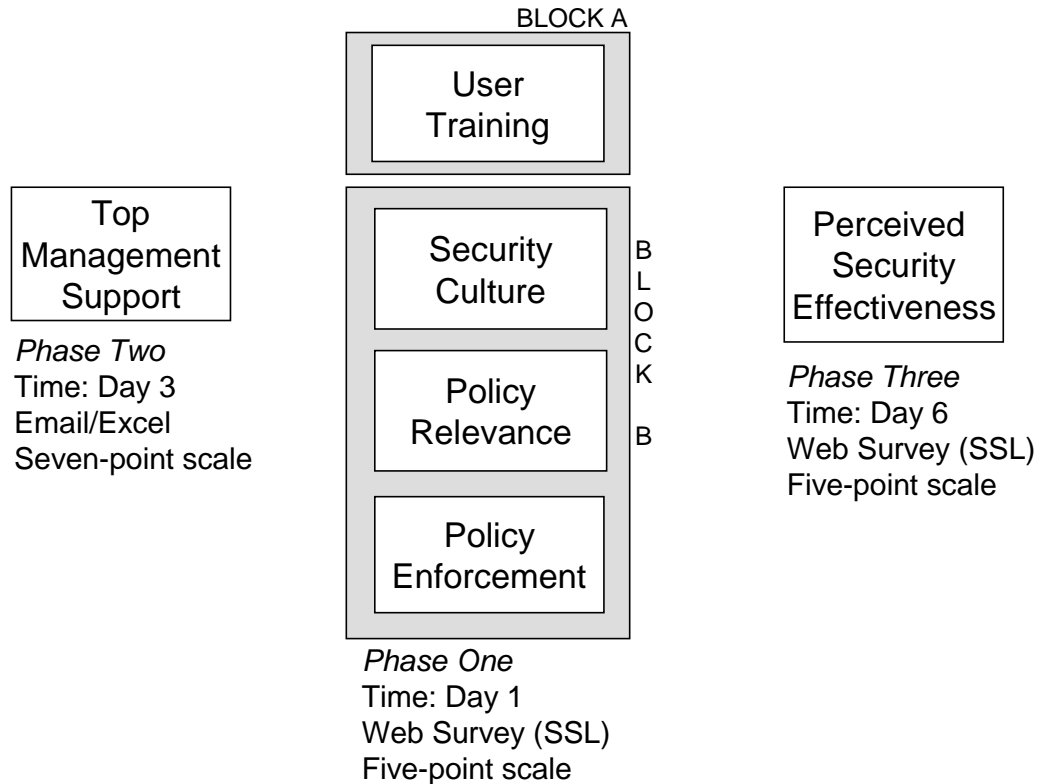 BLOCK A
User
Training
Top
Management
Support
Phase Two
Time: Day 3
Email/Excel
Seven-point scale
Security
Culture
Policy
Relevance
Policy
Enforcement
B
L
O
C
K
B
Phase One
Time: Day 1
Web Survey (SSL)
Five-point scale
Perceived
Security
Effectiveness
Phase Three
Time: Day 6
Web Survey (SSL)
Five-point scale